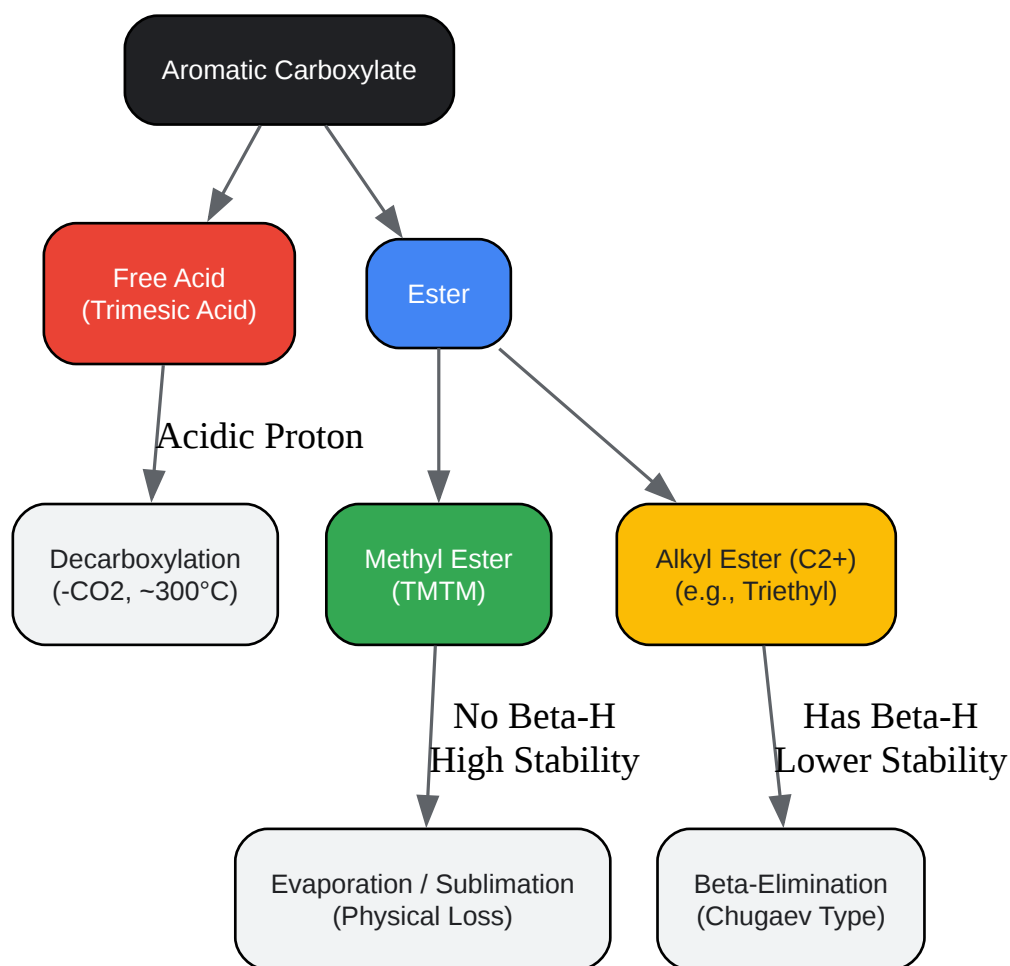 Aromatic Carboxylate
Free Acid
(Trimesic Acid)
Ester
Acidic Proton
Decarboxylation
(-CO2, ~300°C)
Methyl Ester
(TMTM)
Alkyl Ester (C2+)
(e.g., Triethyl)
No Beta-H
High Stability
Has Beta-H
Lower Stability
Evaporation / Sublimation
(Physical Loss)
Beta-Elimination
(Chugaev Type)